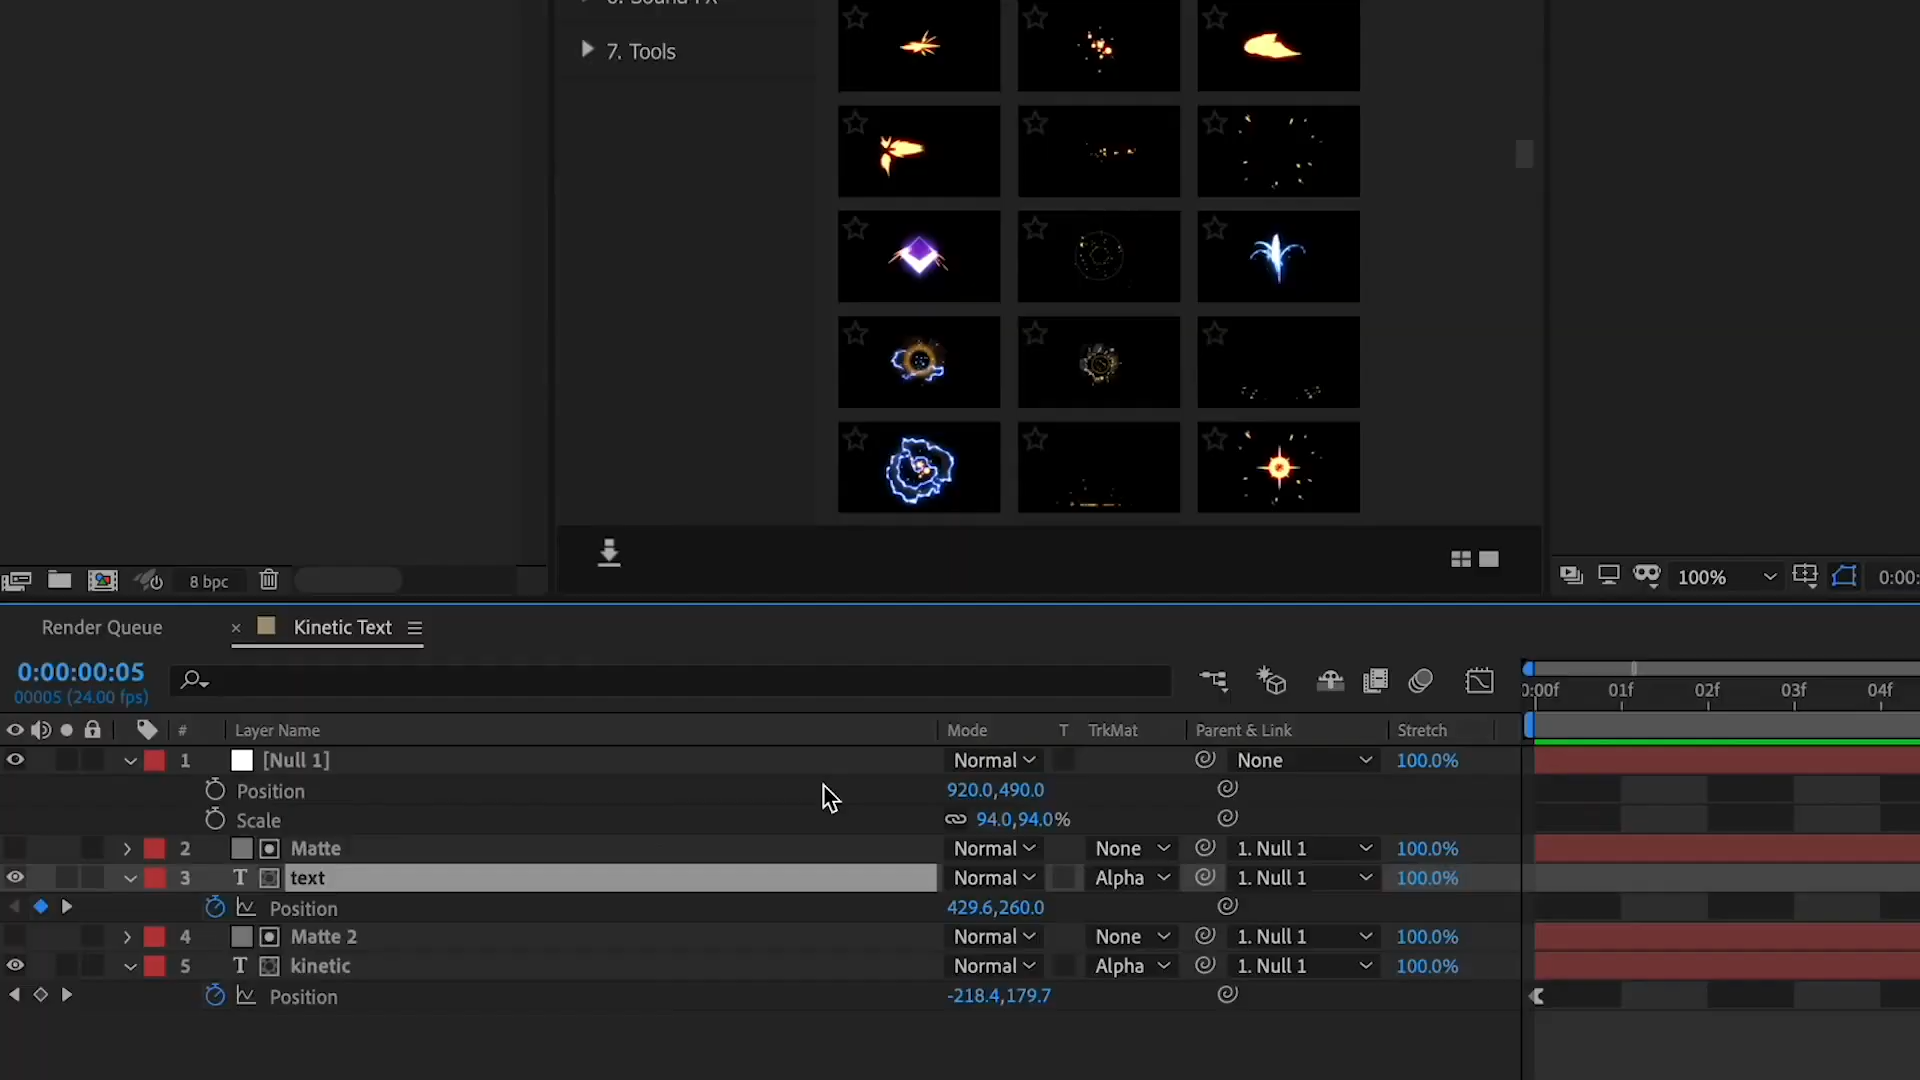 7. Tools
8 bpc
100%
0:00:
Render Queue
× Kinetic Text
0:00:00:05
00005 (24.00 fps)
0:00f 01f 02f 03f 04f
# Layer Name Mode T TrkMat Parent & Link Stretch
1 [Null 1] Normal None 100.0%
Position 920.0,490.0
Scale 94.0,94.0%
2 Matte Normal None 1. Null 1 100.0%
3 T text Normal Alpha 1. Null 1 100.0%
Position 429.6,260.0
4 Matte 2 Normal None 1. Null 1 100.0%
5 T kinetic Normal Alpha 1. Null 1 100.0%
Position -218.4,179.7